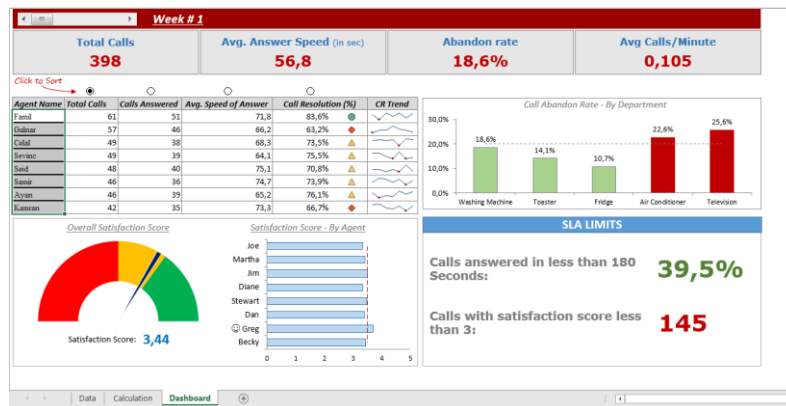 Week # 1
Total Calls
398
Avg. Answer Speed (in sec)
56,8
Abandon rate
18,6%
Avg Calls/Minute
0,105
Click to Sort
Agent Name Total Calls Calls Answered Avg. Speed of Answer Call Resolution (%) CR Trend
Famil 61 51 71,8 83,6%
Gulnar 57 46 66,2 63,2%
Celal 49 38 68,3 73,5%
Sevinc 49 39 64,1 75,5%
Said 48 40 75,1 70,8%
Samir 46 36 74,7 73,9%
Ayan 46 39 65,2 76,1%
Kamran 42 35 73,3 66,7%
Call Abandon Rate - By Department
30,0%
20,0%
10,0%
0,0%
18,6%
14,1%
10,7%
22,6%
25,6%
Washing Machine Toaster Fridge Air Conditioner Television
Overall Satisfaction Score
Satisfaction Score: 3,44
Satisfaction Score - By Agent
Joe
Martha
Jim
Diane
Stewart
Dan
Greg
Becky
0 1 2 3 4 5
SLA LIMITS
Calls answered in less than 180
Seconds:
39,5%
Calls with satisfaction score less
than 3:
145
Data Calculation Dashboard